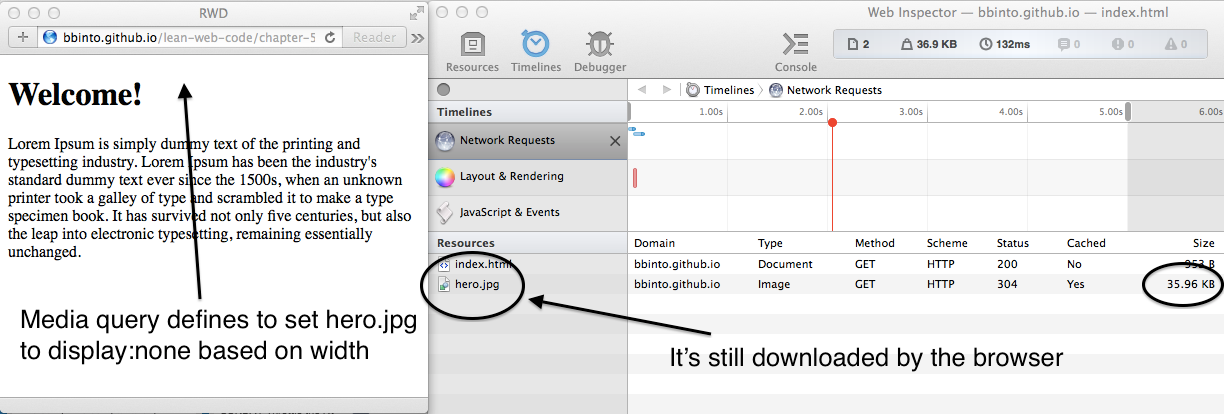 RWD
bbinto.github.io/lean-web-code/chapter-5
Reader
Welcome!
Lorem Ipsum is simply dummy text of the printing and
typesetting industry. Lorem Ipsum has been the industry's
standard dummy text ever since the 1500s, when an unknown
printer took a galley of type and scrambled it to make a type
specimen book. It has survived not only five centuries, but also
the leap into electronic typesetting, remaining essentially
unchanged.
Media query defines to set hero.jpg
to display:none based on width
Web Inspector — bbinto.github.io — index.html
Resources Timelines Debugger Console
2 36.9 KB 132ms 0 0 0
Timelines Network Requests
Timelines 1.00s 2.00s 3.00s 4.00s 5.00s 6.00s
Network Requests
Layout & Rendering
JavaScript & Events
Resources Domain Type Method Scheme Status Cached Size
index.html bbinto.github.io Document GET HTTP 200 No 953 B
hero.jpg bbinto.github.io Image GET HTTP 304 Yes 35.96 KB
It's still downloaded by the browser